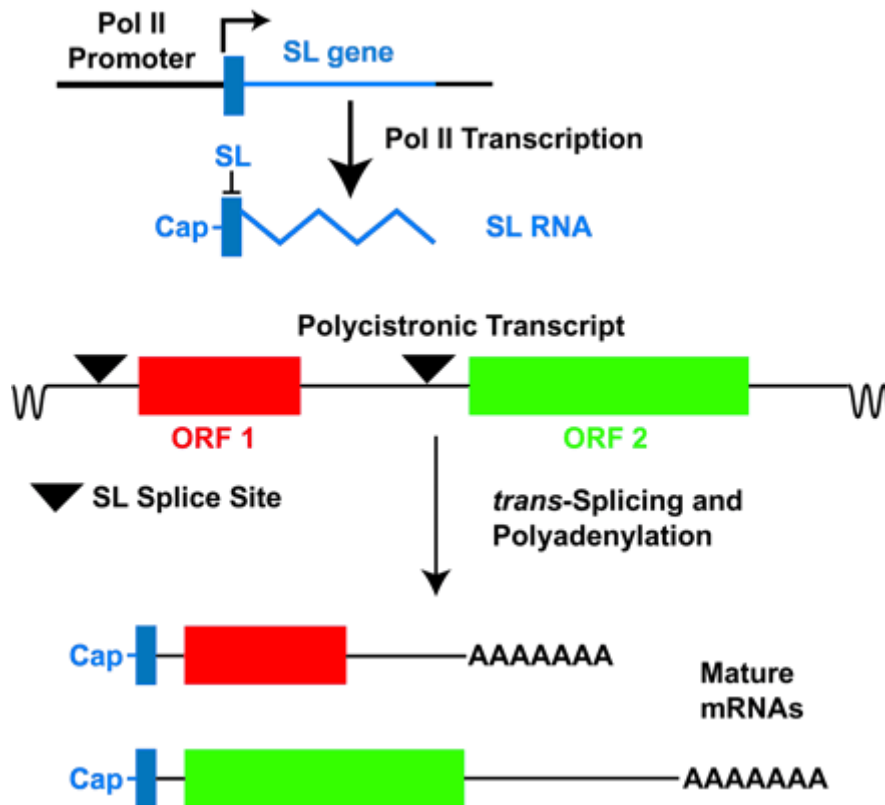 Pol II
Promoter
SL gene
Pol II Transcription
SL
Cap
SL RNA
Polycistronic Transcript
ORF 1
ORF 2
SL Splice Site
trans-Splicing and
Polyadenylation
Cap
AAAAAAA
Mature
mRNAs
Cap
AAAAAAA